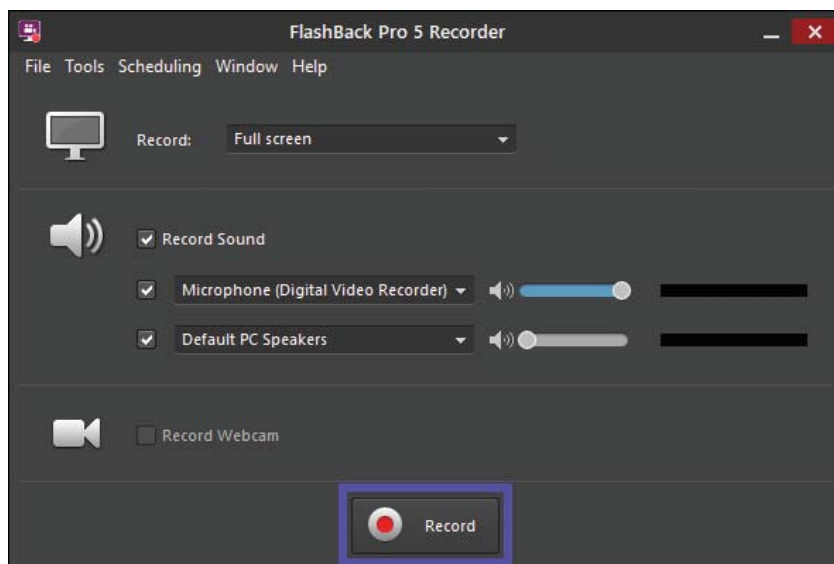 FlashBack Pro 5 Recorder
File Tools Scheduling Window Help
Record: Full screen
Record Sound
Microphone (Digital Video Recorder)
Default PC Speakers
Record Webcam
Record